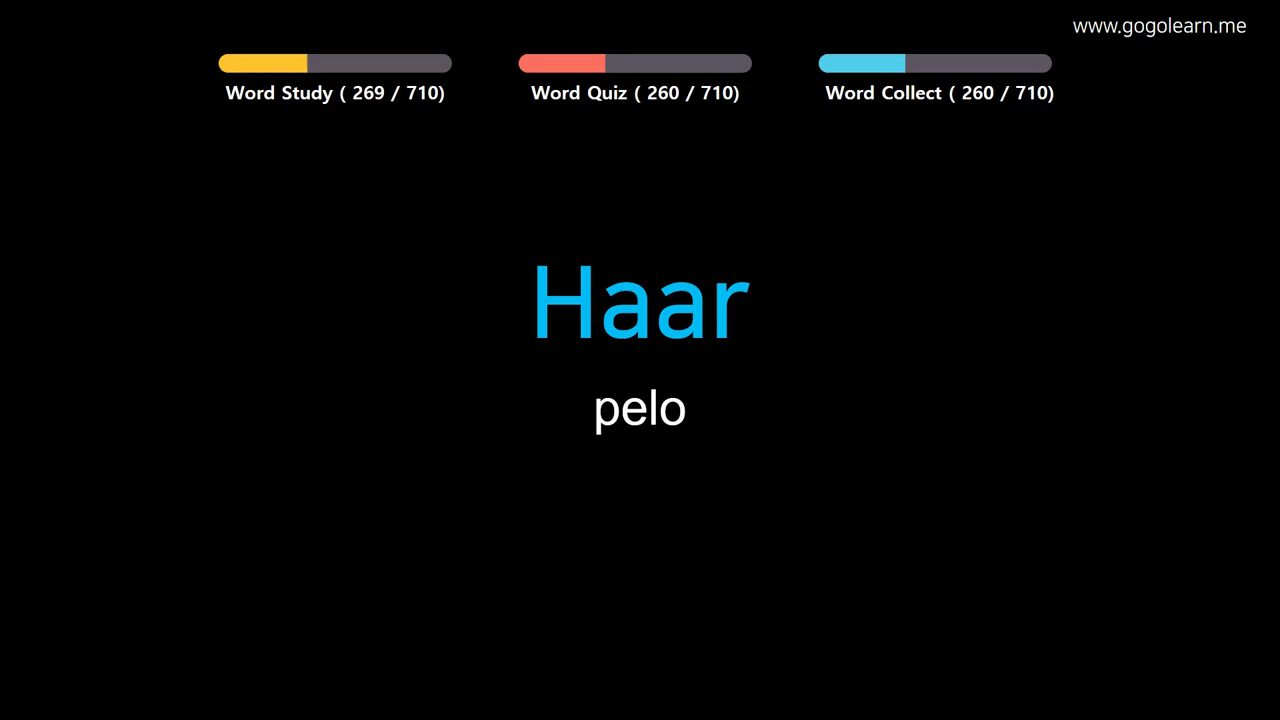 www.gogolearn.me
Word Study ( 269 / 710)
Word Quiz ( 260 / 710)
Word Collect ( 260 / 710)
Haar
pelo